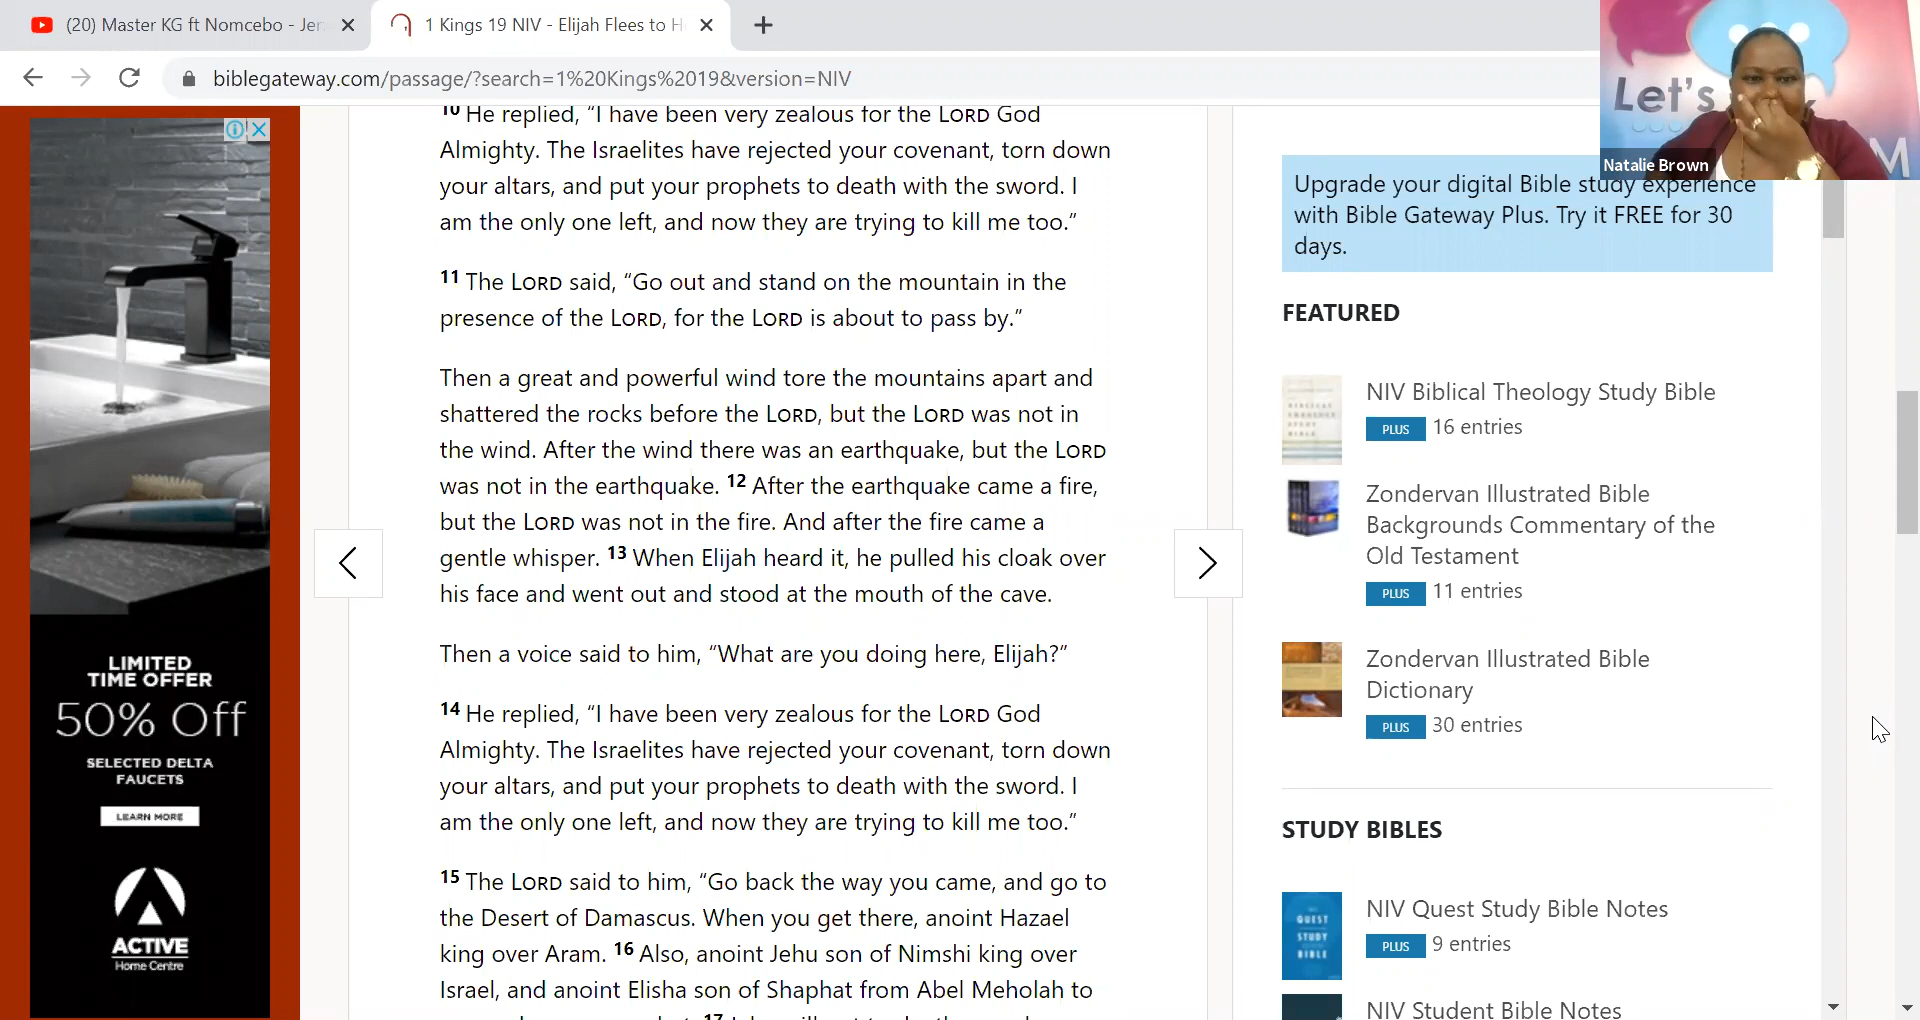 (20) Master KG ft Nomcebo - Jer
1 Kings 19 NIV - Elijah Flees to H
biblegateway.com/passage/?search=1%20Kings%2019&version=NIV
Let's
M
Natalie Brown
10 He replied, “I have been very zealous for the LORD God
Almighty. The Israelites have rejected your covenant, torn down
your altars, and put your prophets to death with the sword. I
am the only one left, and now they are trying to kill me too.”
11 The LORD said, “Go out and stand on the mountain in the
presence of the LORD, for the LORD is about to pass by.”
Then a great and powerful wind tore the mountains apart and
shattered the rocks before the LORD, but the LORD was not in
the wind. After the wind there was an earthquake, but the LORD
was not in the earthquake. 12 After the earthquake came a fire,
but the LORD was not in the fire. And after the fire came a
gentle whisper. 13 When Elijah heard it, he pulled his cloak over
his face and went out and stood at the mouth of the cave.
Then a voice said to him, “What are you doing here, Elijah?”
14 He replied, “I have been very zealous for the LORD God
Almighty. The Israelites have rejected your covenant, torn down
your altars, and put your prophets to death with the sword. I
am the only one left, and now they are trying to kill me too.”
15 The LORD said to him, “Go back the way you came, and go to
the Desert of Damascus. When you get there, anoint Hazael
king over Aram. 16 Also, anoint Jehu son of Nimshi king over
Israel, and anoint Elisha son of Shaphat from Abel Meholah to
17
LIMITED
TIME OFFER
50% Off
SELECTED DELTA
FAUCETS
LEARN MORE
ACTIVE
Home Centre
Upgrade your digital Bible study experience
with Bible Gateway Plus. Try it FREE for 30
days.
FEATURED
NIV Biblical Theology Study Bible
PLUS 16 entries
Zondervan Illustrated Bible
Backgrounds Commentary of the
Old Testament
PLUS 11 entries
Zondervan Illustrated Bible
Dictionary
PLUS 30 entries
STUDY BIBLES
QUEST
STUDY
BIBLE
NIV Quest Study Bible Notes
PLUS 9 entries
NIV Student Bible Notes